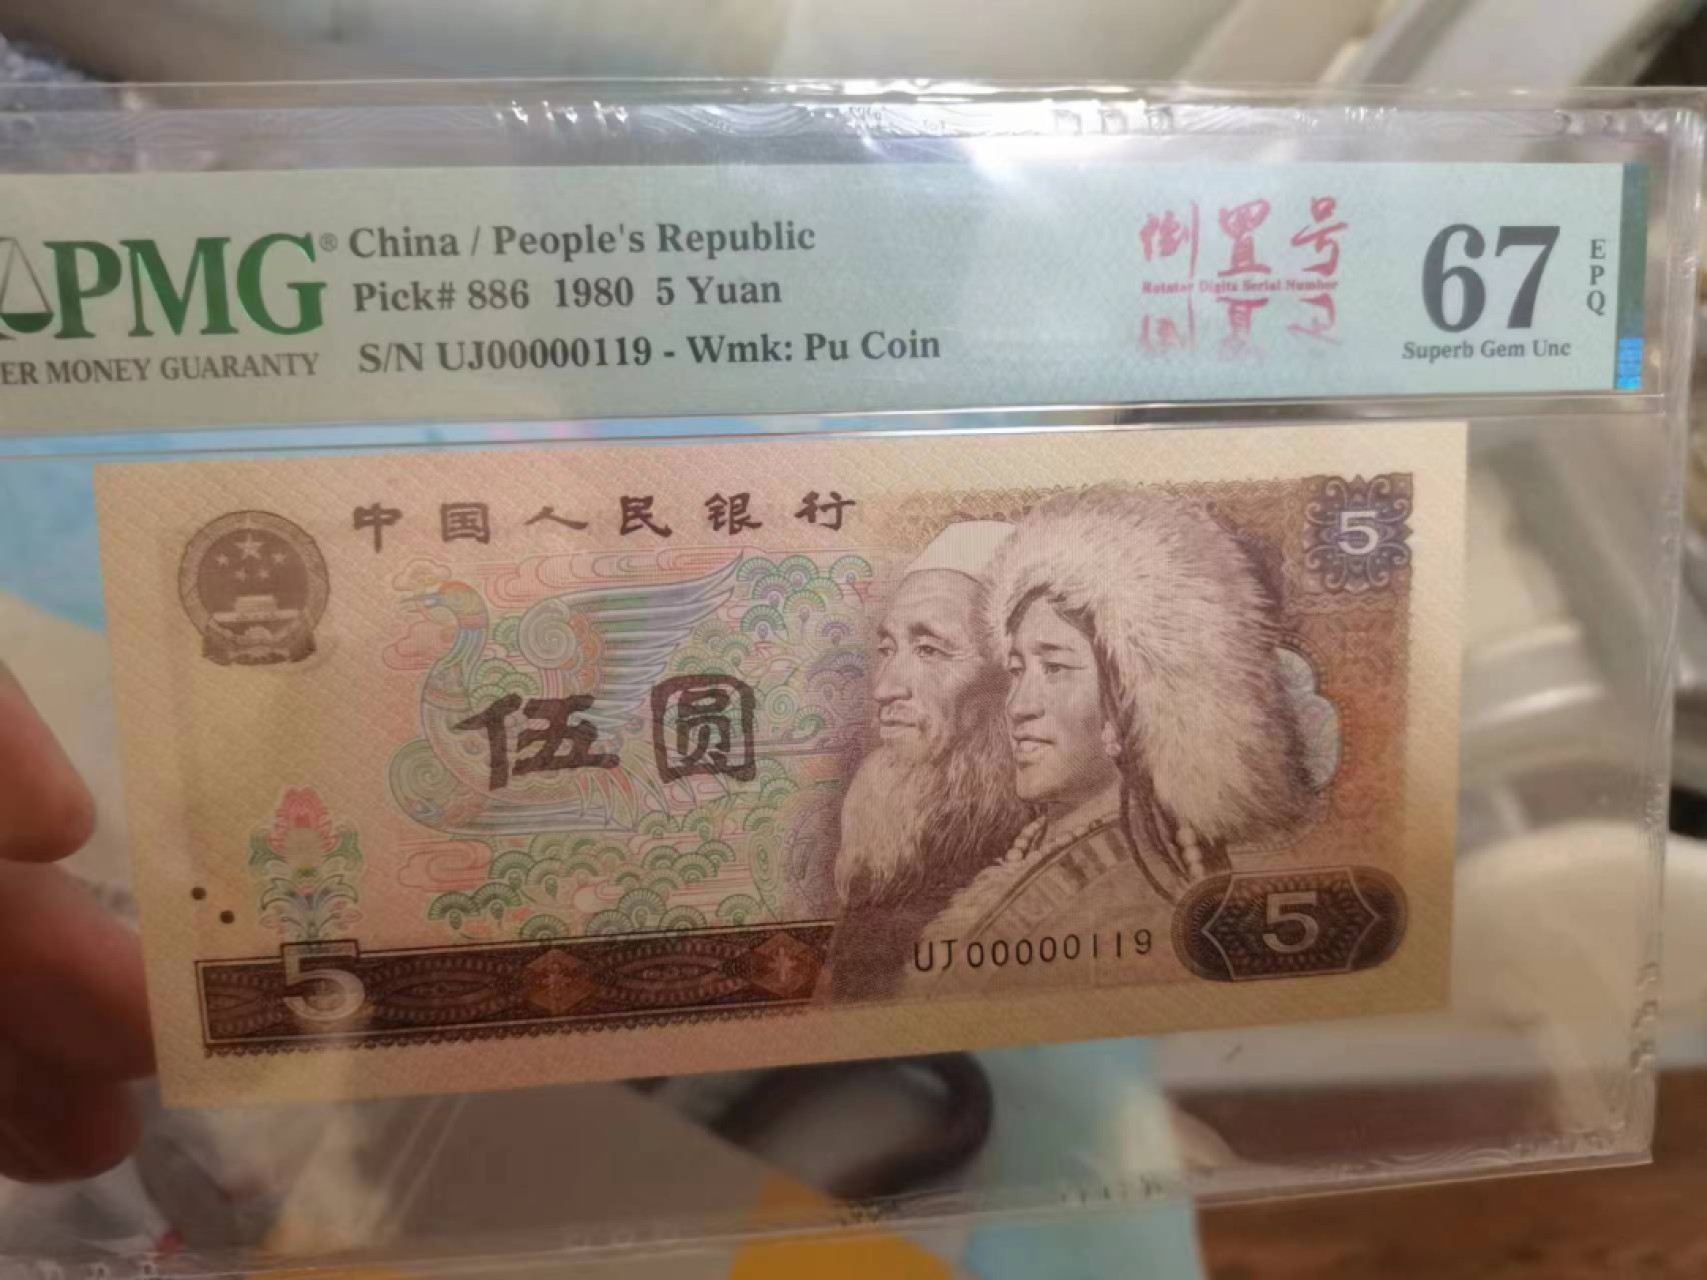 PMG®
ER MONEY GUARANTY
China / People's Republic
Pick# 886 1980 5 Yuan
S/N UJ00000119 - Wmk: Pu Coin
倒置号
Rotator Digits Serial Number
67
EPQ
Superb Gem Unc
中国人民银行
5
伍圆
UJ00000119
5
5